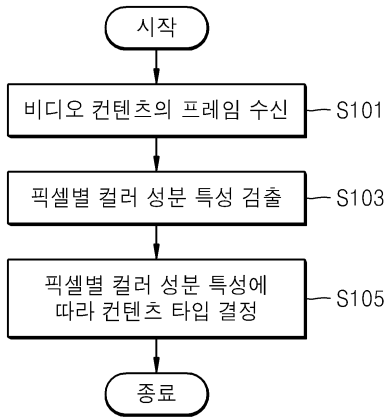 시작
비디오 컨텐츠의 프레임 수신
S101
픽셀별 컬러 성분 특성 검출
S103
픽셀별 컬러 성분 특성에
따라 컨텐츠 타입 결정
S105
종료